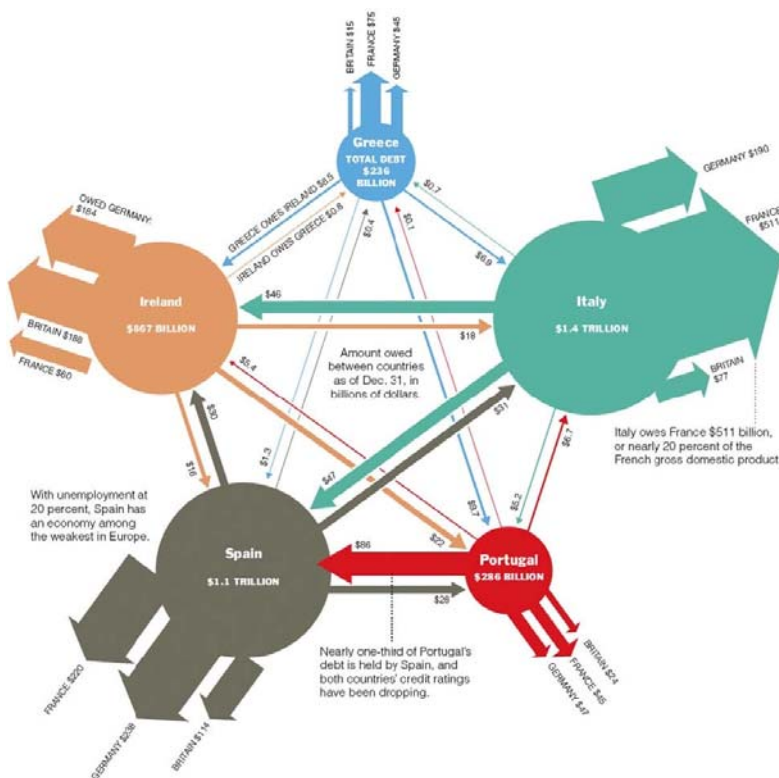 BRITAIN $15
FRANCE $75
GERMANY $45
Greece
TOTAL DEBT
$236
BILLION
GREECE OWES IRELAND $8.5
IRELAND OWES GREECE $0.8
$0.4
$0.1
$0.7
$6.9
GERMANY $190
FRANCE
$511
OWED GERMANY:
$184
Ireland
$867 BILLION
BRITAIN $188
FRANCE $60
$46
$18
Italy
$1.4 TRILLION
BRITAIN
$77
Amount owed
between countries
as of Dec. 31, in
billions of dollars.
Italy owes France $511 billion,
or nearly 20 percent of the
French gross domestic product
$5.4
$31
$30
$16
$1.3
$47
$9.7
$5.2
$6.7
$22
With unemployment at
20 percent, Spain has
an economy among
the weakest in Europe.
Spain
$1.1 TRILLION
$86
$28
Portugal
$286 BILLION
Nearly one-third of Portugal's
debt is held by Spain, and
both countries' credit ratings
have been dropping.
FRANCE $220
GERMANY $238
BRITAIN $114
BRITAIN $24
FRANCE $45
GERMANY $47